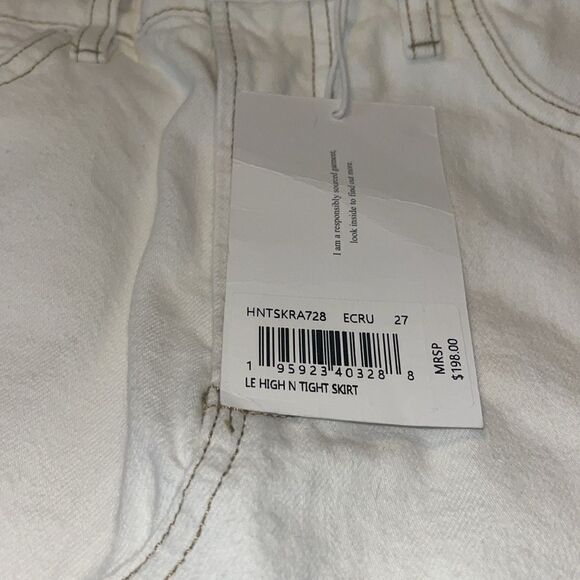 I am a responsibly sourced garment,
look inside to find out more.
HNTSKRA728 ECRU 27
1 95923 40328 8
LE HIGH N TIGHT SKIRT
MRSP
$198.00